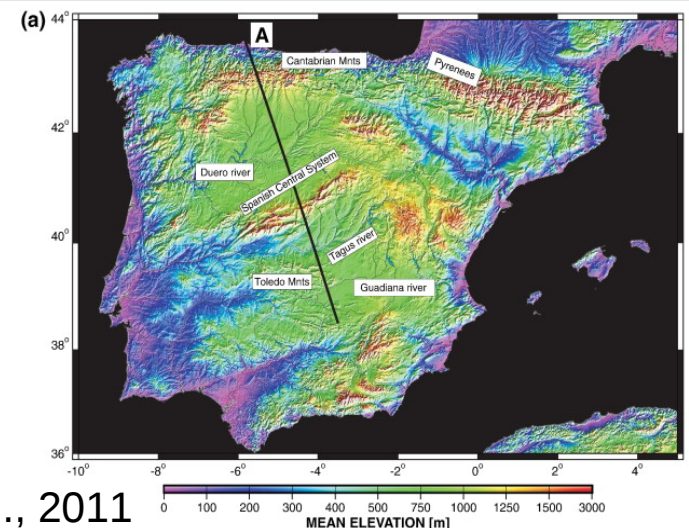 (a)
44°
A
Cantabrian Mnts
Pyrenees
42°
Duero river
Spanish Central System
40°
Tagus river
Toledo Mnts
Guadiana river
38°
36°
-10° -8° -6° -4° -2° 0° 2° 4°
0 100 200 300 400 500 750 1000 1250 1500 3000
MEAN ELEVATION [m]
., 2011